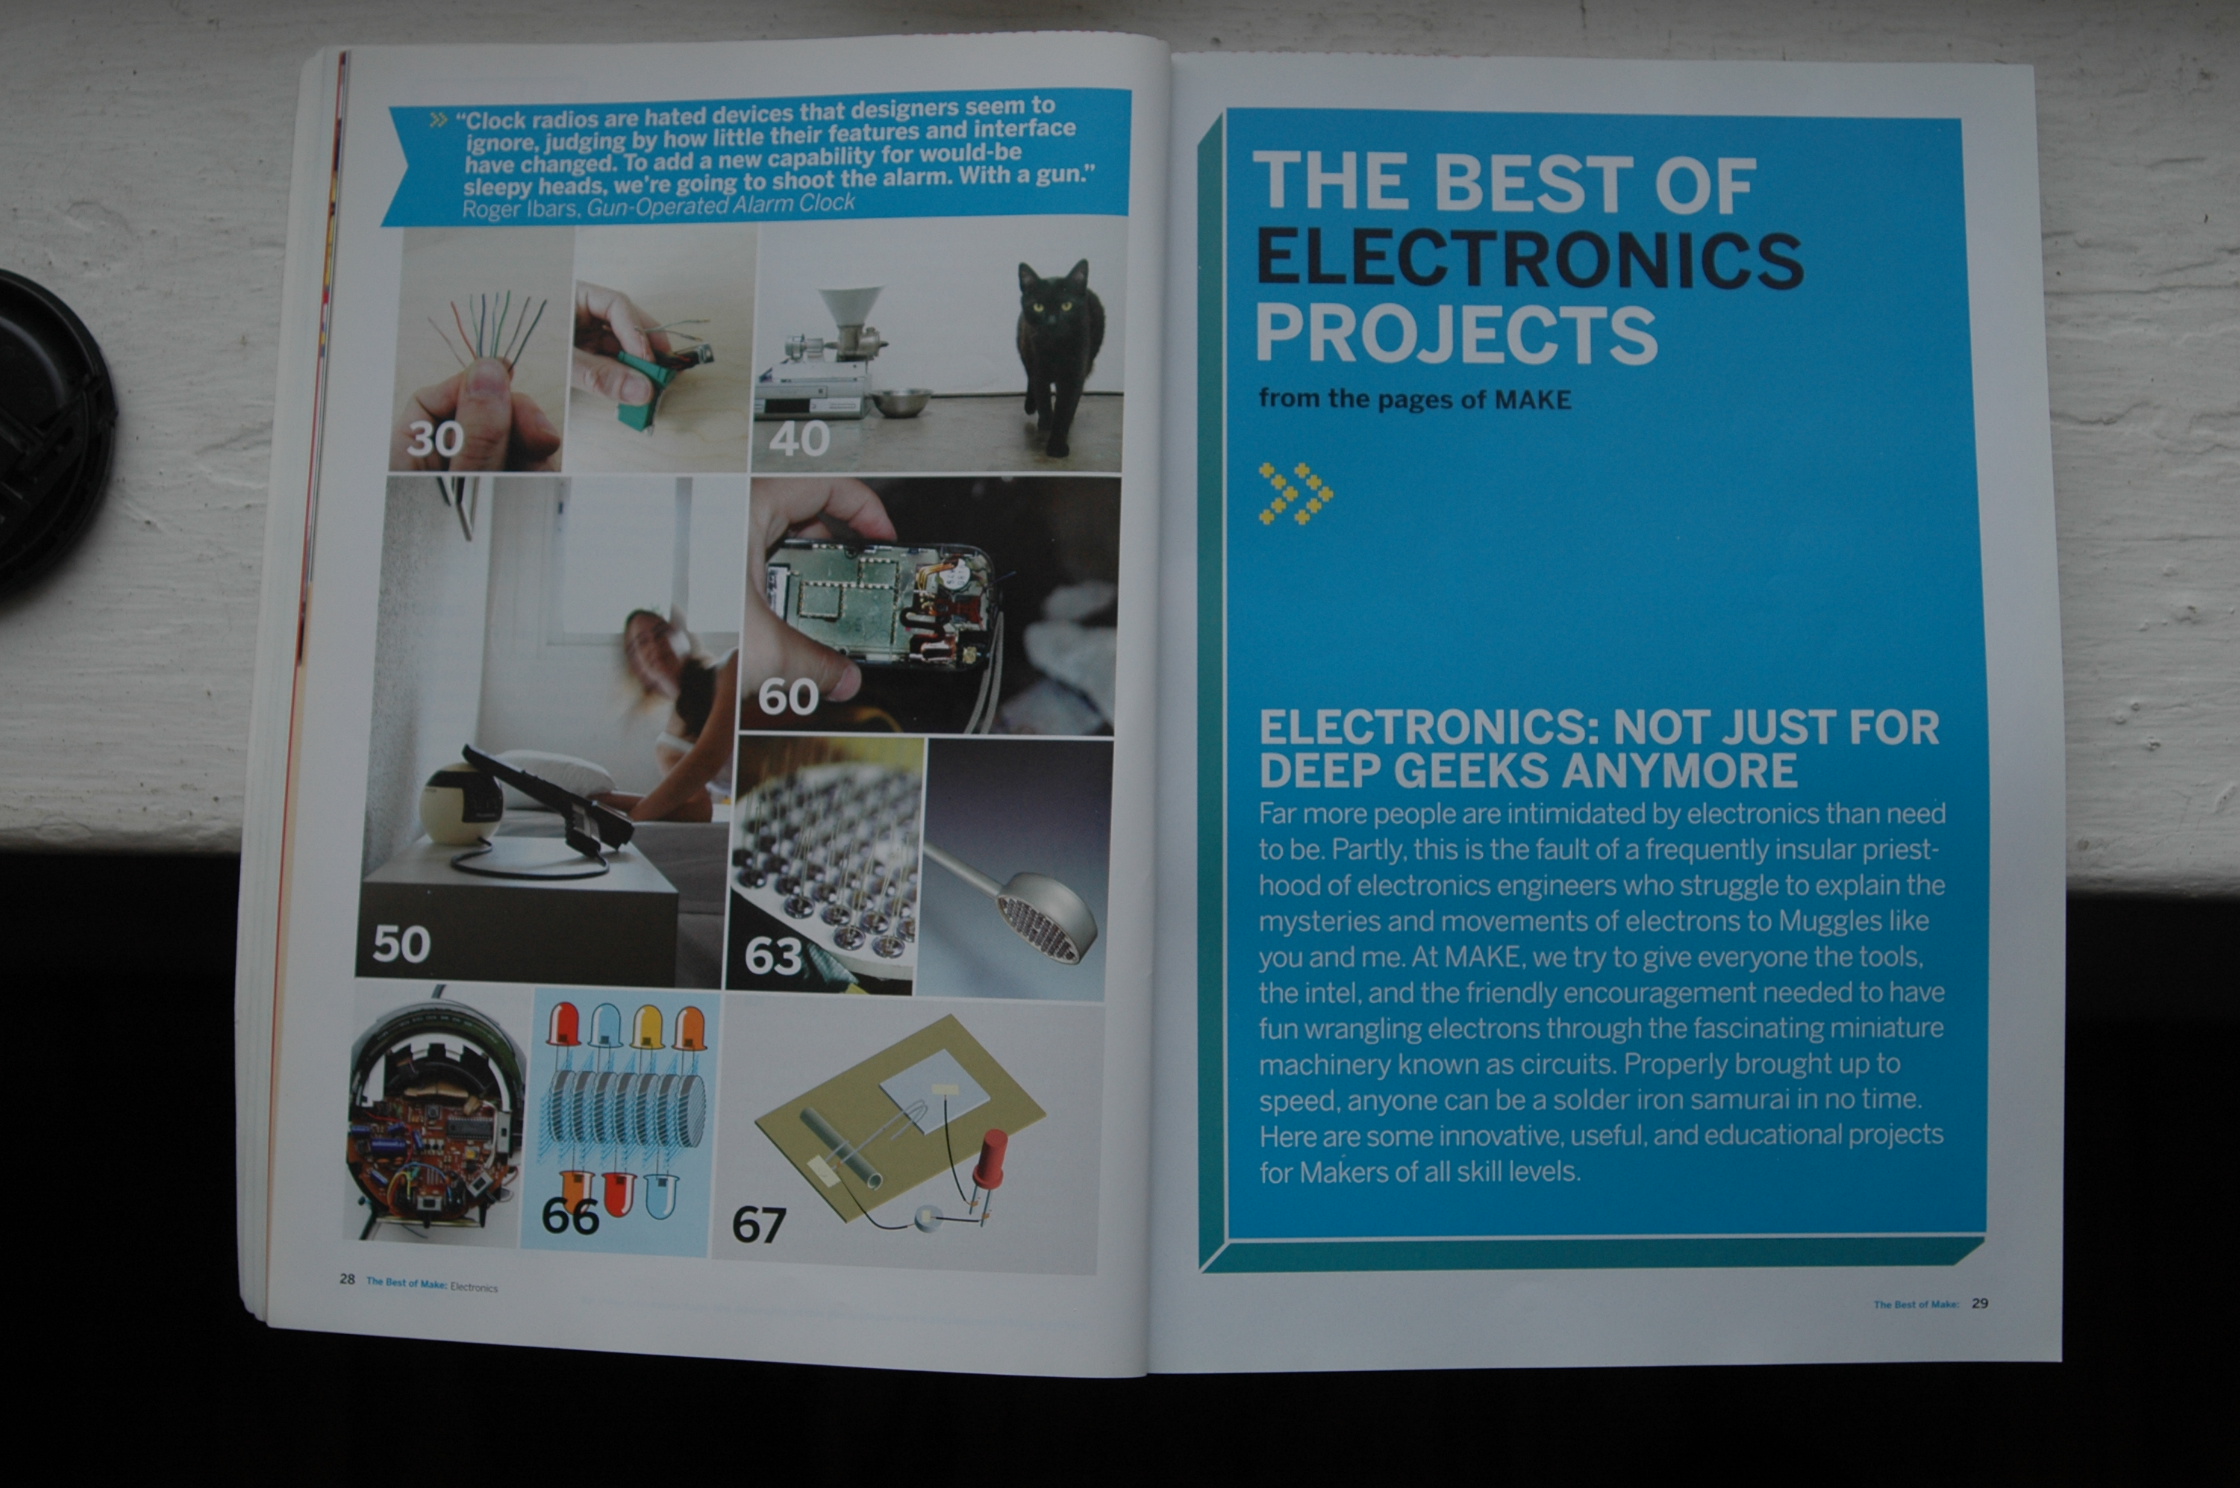 » “Clock radios are hated devices that designers seem to
ignore, judging by how little their features and interface
have changed. To add a new capability for would-be
sleepy heads, we’re going to shoot the alarm. With a gun.”
Roger Ibars, Gun-Operated Alarm Clock
30
40
50
60
63
66
67
28 The Best of Make: Electronics
THE BEST OF
ELECTRONICS
PROJECTS
from the pages of MAKE
»
ELECTRONICS: NOT JUST FOR
DEEP GEEKS ANYMORE
Far more people are intimidated by electronics than need
to be. Partly, this is the fault of a frequently insular priest-
hood of electronics engineers who struggle to explain the
mysteries and movements of electrons to Muggles like
you and me. At MAKE, we try to give everyone the tools,
the intel, and the friendly encouragement needed to have
fun wrangling electrons through the fascinating miniature
machinery known as circuits. Properly brought up to
speed, anyone can be a solder iron samurai in no time.
Here are some innovative, useful, and educational projects
for Makers of all skill levels.
The Best of Make: 29